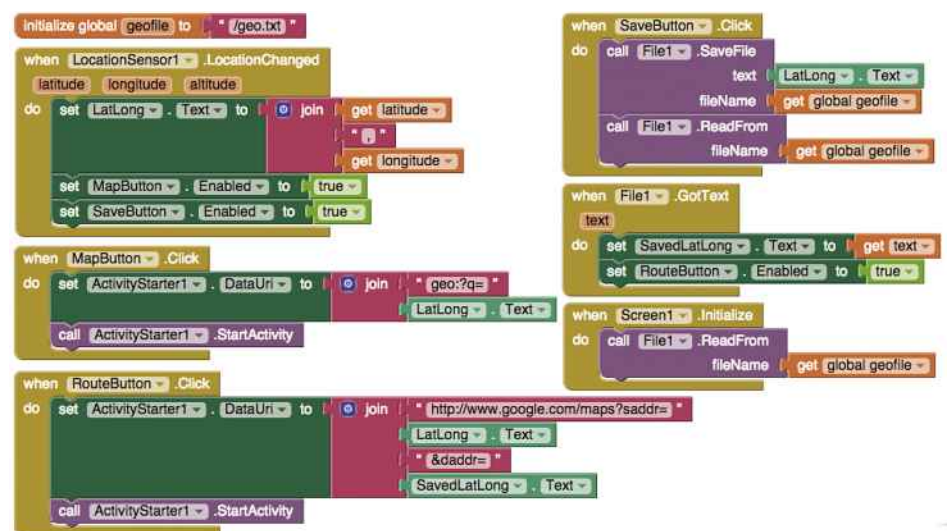 initialize global geofile to " /geo.txt "
when LocationSensor1 .LocationChanged
latitude longitude altitude
do set LatLong . Text to join get latitude
" , "
get longitude
set MapButton . Enabled to true
set SaveButton . Enabled to true
when MapButton .Click
do set ActivityStarter1 . DataUri to join " geo:?q= "
LatLong . Text
call ActivityStarter1 .StartActivity
when RouteButton .Click
do set ActivityStarter1 . DataUri to join " http://www.google.com/maps?saddr= "
LatLong . Text
" &daddr= "
SavedLatLong . Text
call ActivityStarter1 .StartActivity
when SaveButton .Click
do call File1 .SaveFile
text LatLong . Text
fileName get global geofile
call File1 .ReadFrom
fileName get global geofile
when File1 .GotText
text
do set SavedLatLong . Text to get text
set RouteButton . Enabled to true
when Screen1 .Initialize
do call File1 .ReadFrom
fileName get global geofile